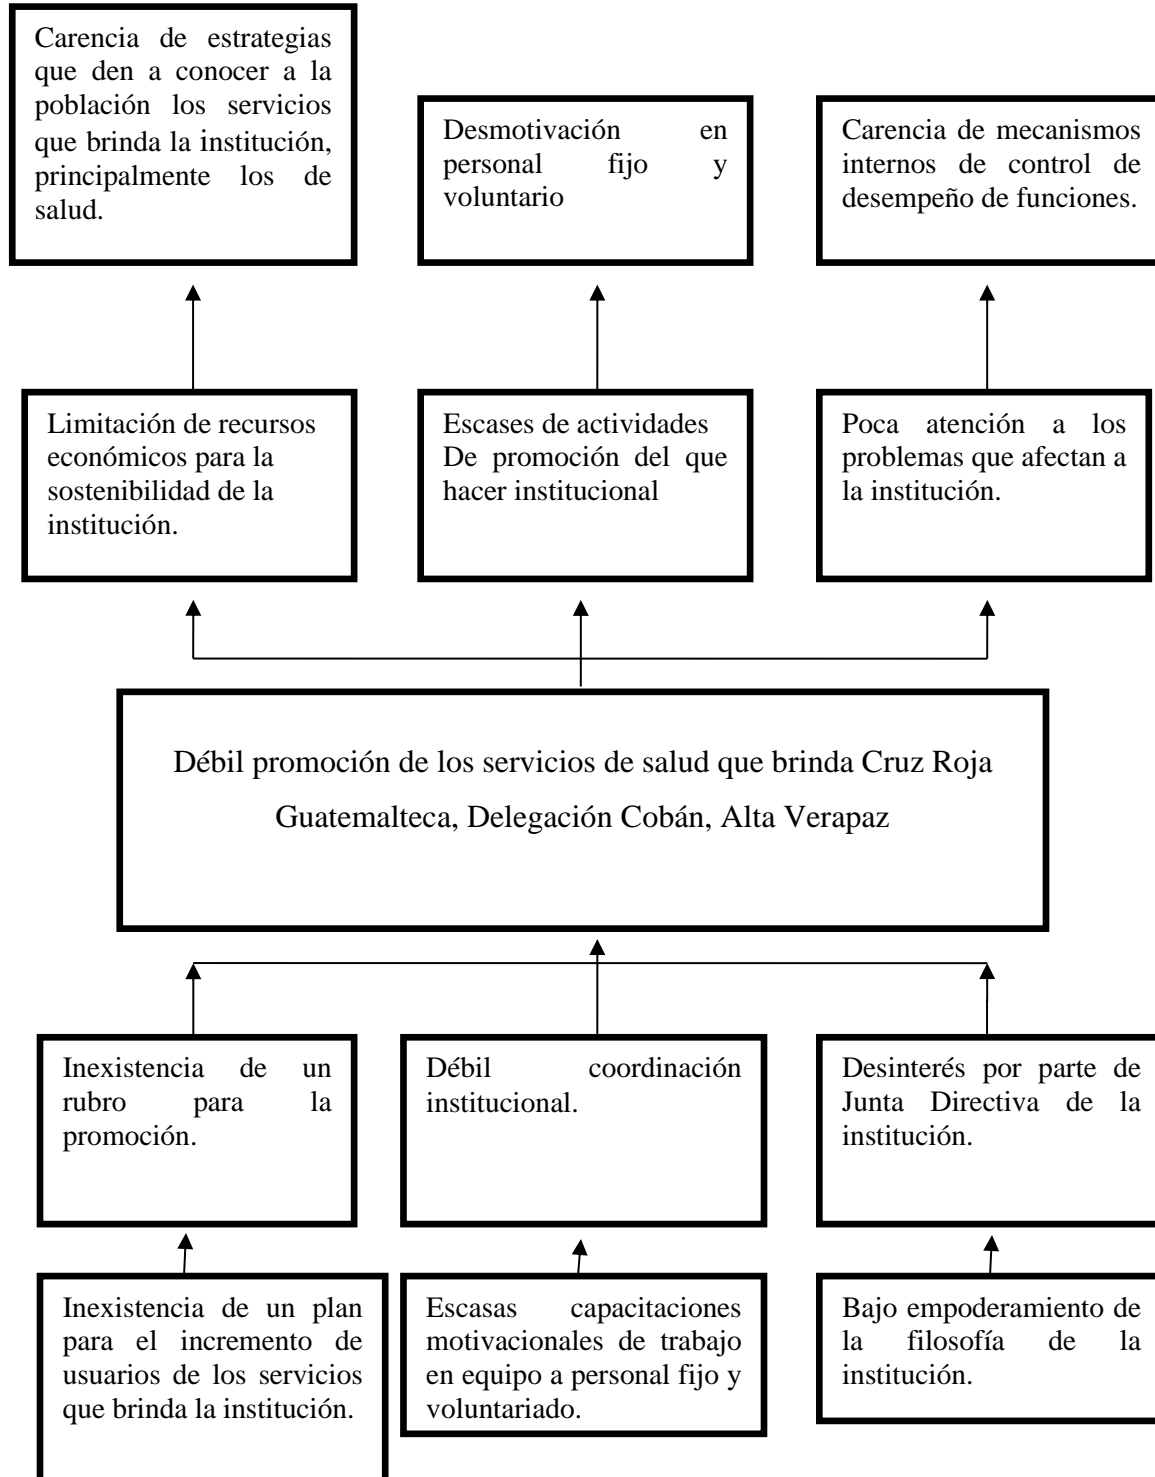 Carencia de estrategias
que den a conocer a la
población los servicios
que brinda la institución,
principalmente los de
salud.
Desmotivación en
personal fijo y
voluntario
Carencia de mecanismos
internos de control de
desempeño de funciones.
Limitación de recursos
económicos para la
sostenibilidad de la
institución.
Escases de actividades
De promoción del que
hacer institucional
Poca atención a los
problemas que afectan a
la institución.
Débil promoción de los servicios de salud que brinda Cruz Roja
Guatemalteca, Delegación Cobán, Alta Verapaz
Inexistencia de un
rubro para la
promoción.
Débil coordinación
institucional.
Desinterés por parte de
Junta Directiva de la
institución.
Inexistencia de un plan
para el incremento de
usuarios de los servicios
que brinda la institución.
Escasas capacitaciones
motivacionales de trabajo
en equipo a personal fijo y
voluntariado.
Bajo empoderamiento de
la filosofía de la
institución.